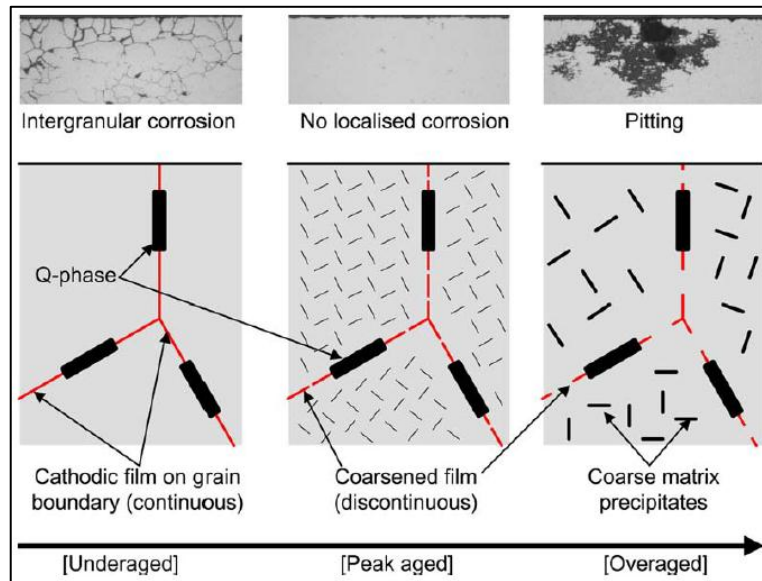 Intergranular corrosion
No localised corrosion
Pitting
Q-phase
Cathodic film on grain
boundary (continuous)
Coarsened film
(discontinuous)
Coarse matrix
precipitates
[Underaged]
[Peak aged]
[Overaged]